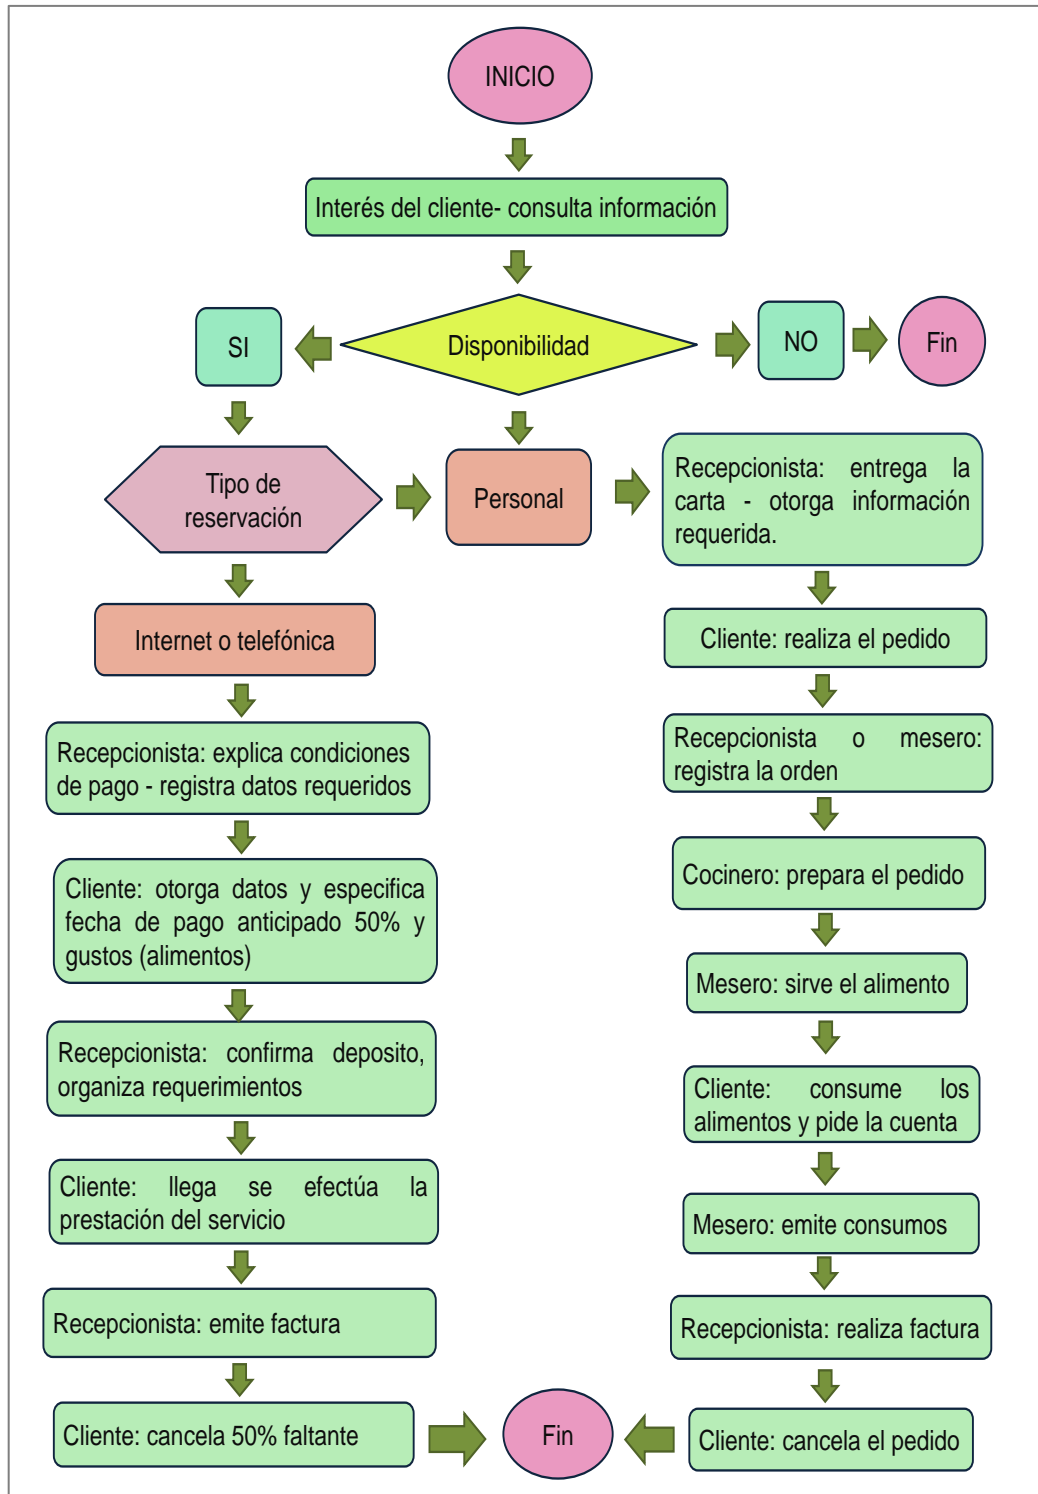 INICIO
Interés del cliente- consulta información
SI
Disponibilidad
NO
Fin
Tipo de
reservación
Personal
Recepcionista: entrega la
carta - otorga información
requerida.
Internet o telefónica
Cliente: realiza el pedido
Recepcionista: explica condiciones
de pago - registra datos requeridos
Recepcionista o mesero:
registra la orden
Cliente: otorga datos y especifica
fecha de pago anticipado 50% y
gustos (alimentos)
Cocinero: prepara el pedido
Mesero: sirve el alimento
Recepcionista: confirma deposito,
organiza requerimientos
Cliente: consume los
alimentos y pide la cuenta
Cliente: llega se efectúa la
prestación del servicio
Mesero: emite consumos
Recepcionista: emite factura
Recepcionista: realiza factura
Cliente: cancela 50% faltante
Fin
Cliente: cancela el pedido